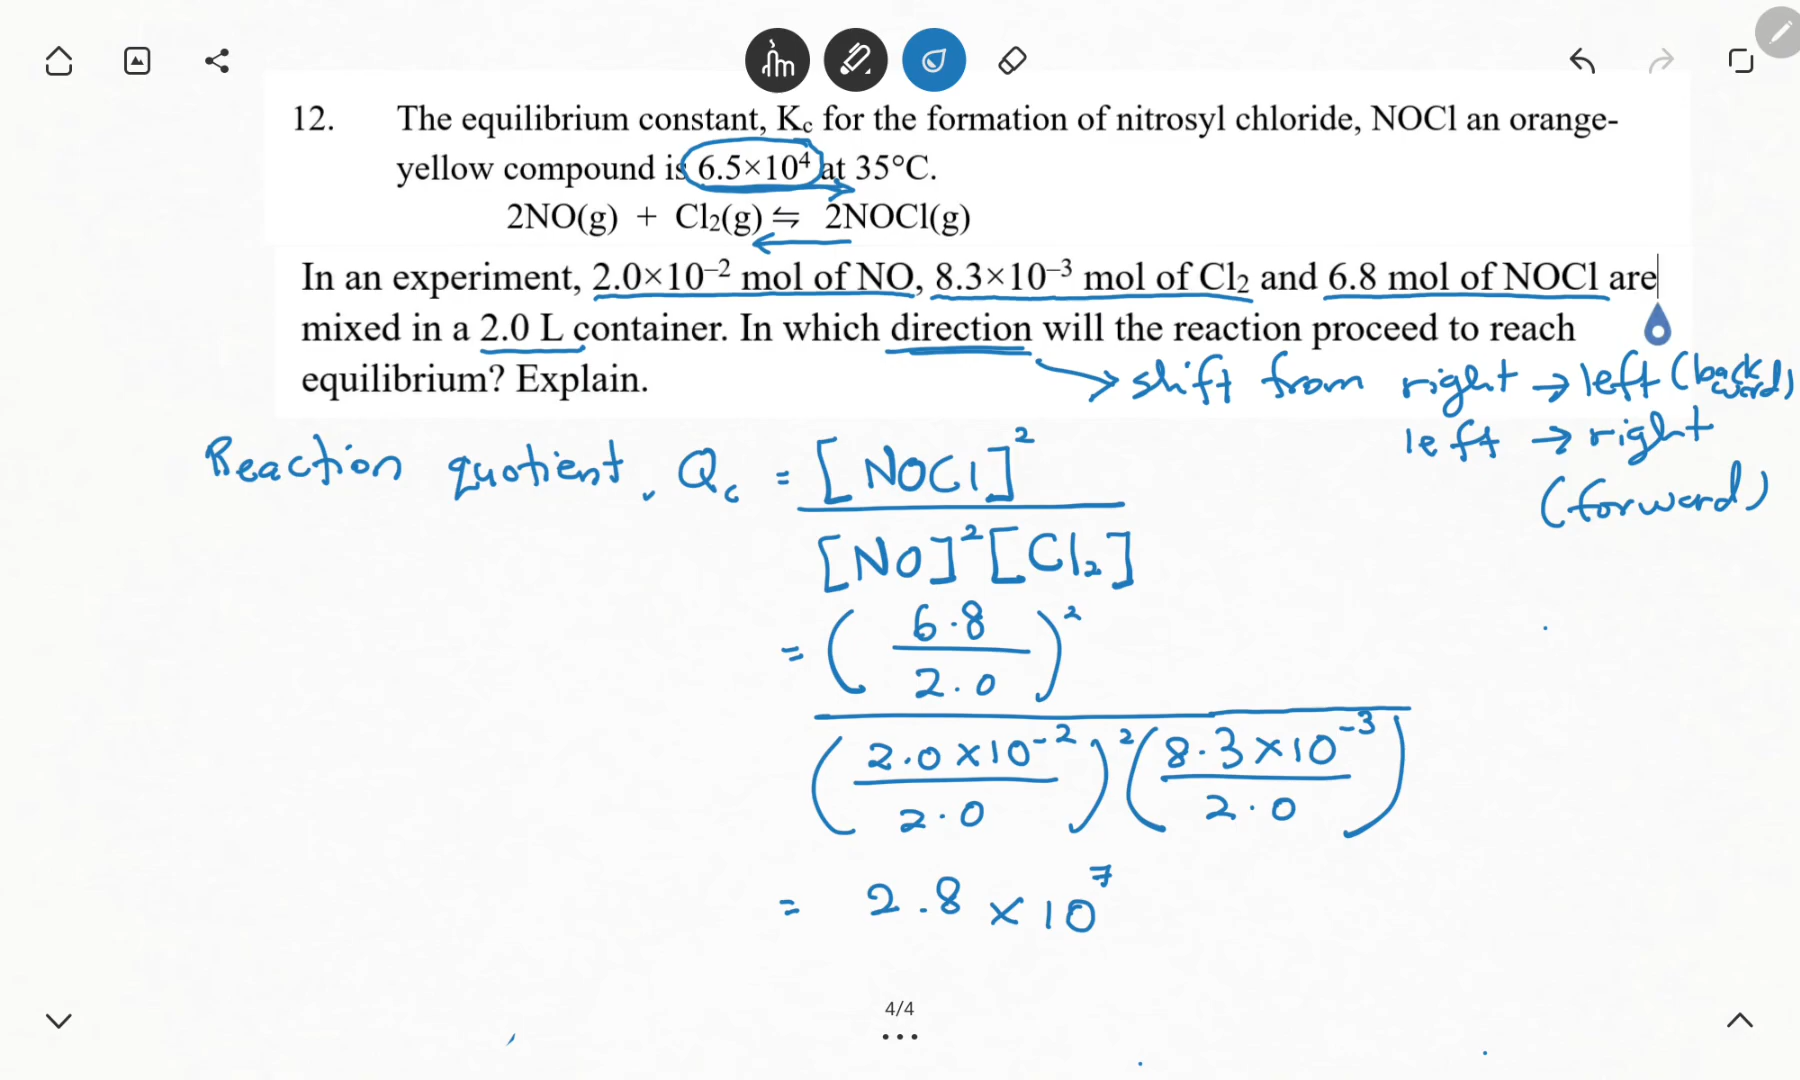 12. The equilibrium constant, Kc for the formation of nitrosyl chloride, NOCl an orange-
yellow compound is 6.5×10⁴ at 35°C.
2NO(g) + Cl₂(g) ⇋ 2NOCl(g)
In an experiment, 2.0×10⁻² mol of NO, 8.3×10⁻³ mol of Cl₂ and 6.8 mol of NOCl are
mixed in a 2.0 L container. In which direction will the reaction proceed to reach
equilibrium? Explain.
→ shift from right → left (backward)
left → right
(forward)
Reaction quotient, Qc = [NOCl]²
[NO]²[Cl₂]
= (6.8
2.0)²
(2.0×10⁻²
2.0)² (8.3×10⁻³
2.0)
= 2.8 × 10⁷
4/4